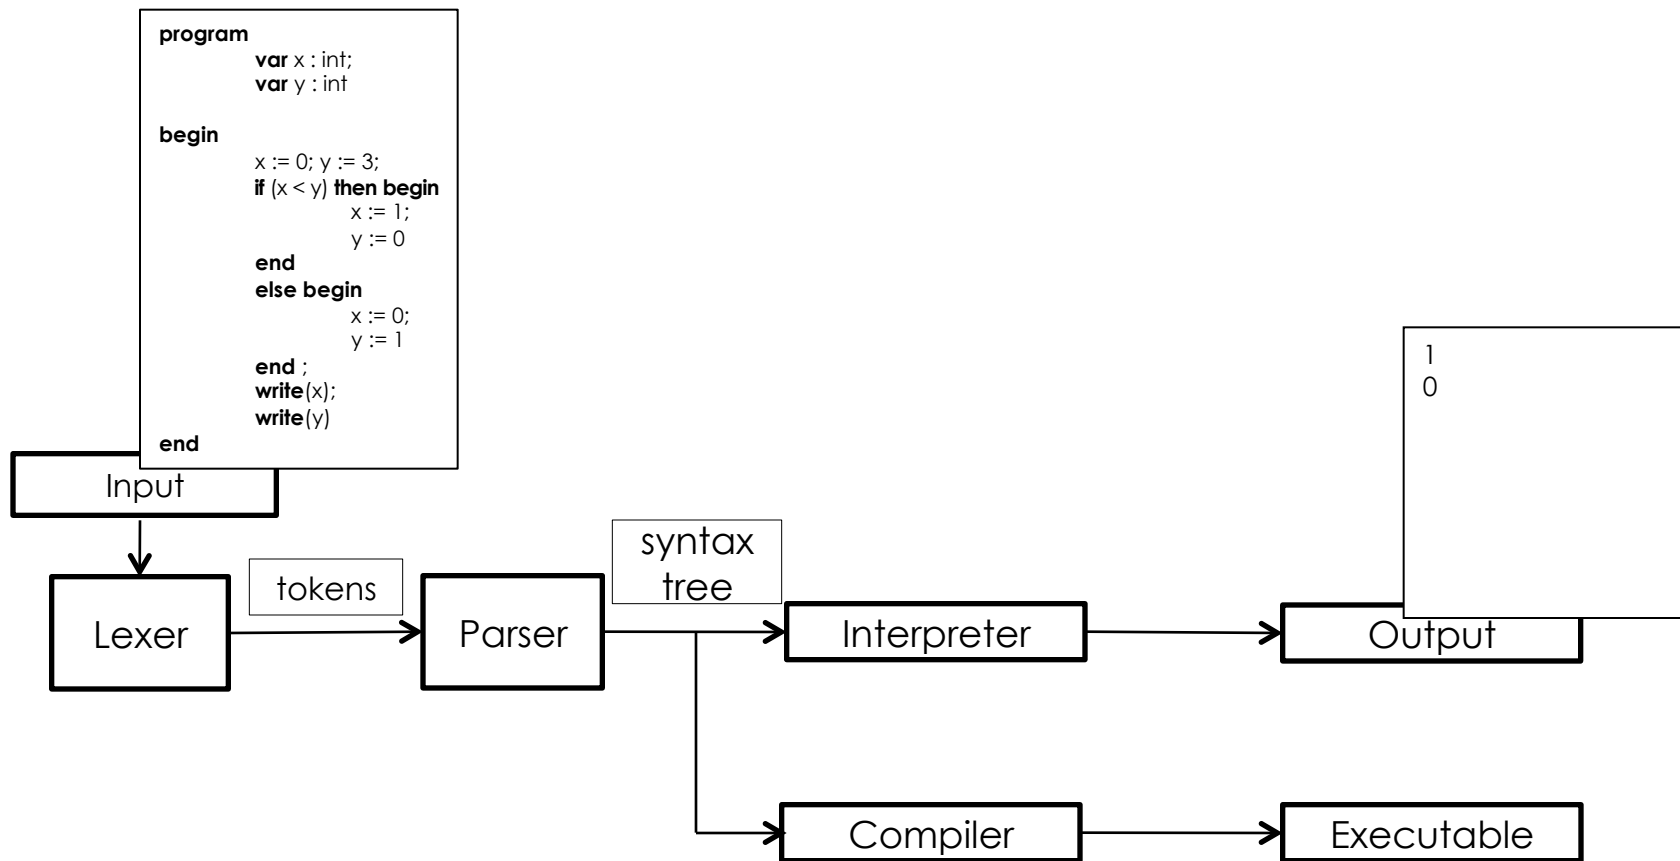 program
var x : int;
var y : int
begin
x := 0; y := 3;
if (x < y) then begin
x := 1;
y := 0
end
else begin
x := 0;
y := 1
end ;
write(x);
write(y)
end
Input
1
0
syntax
tree
tokens
Lexer
Parser
Interpreter
Output
Compiler
Executable